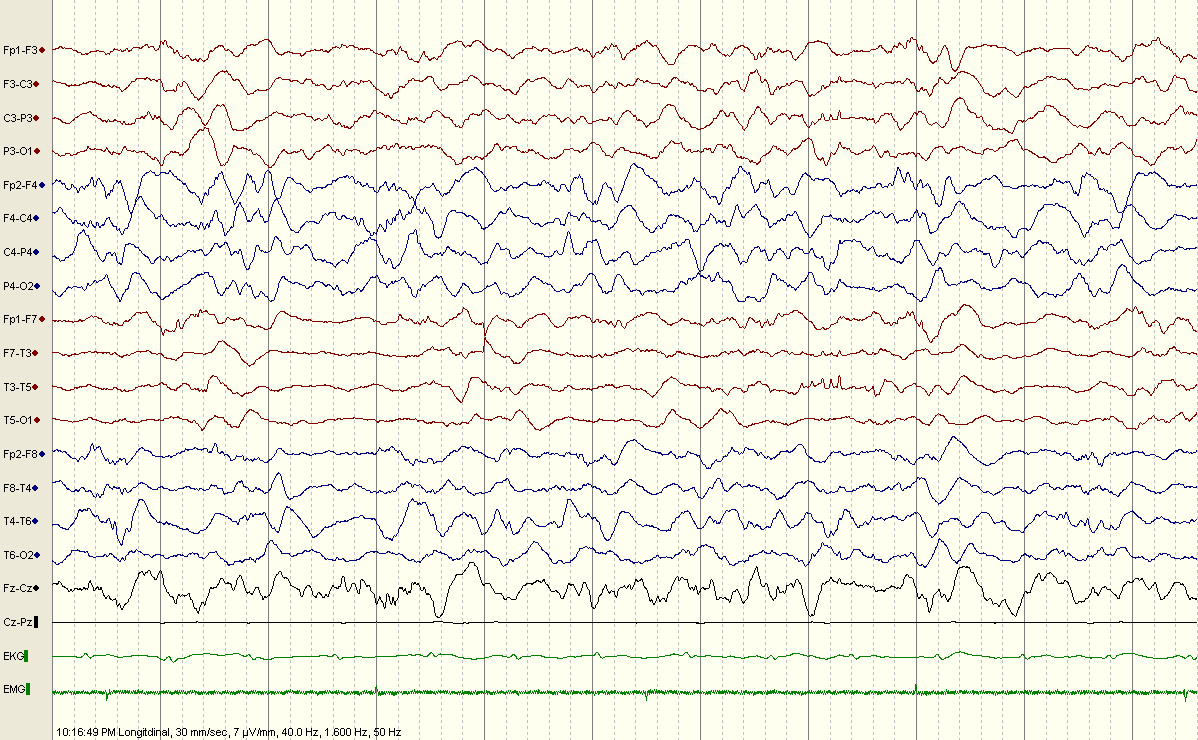 Fp1-F3
F3-C3
C3-P3
P3-O1
Fp2-F4
F4-C4
C4-P4
P4-O2
Fp1-F7
F7-T3
T3-T5
T5-O1
Fp2-F8
F8-T4
T4-T6
T6-O2
Fz-Cz
Cz-Pz
EKG
EMG
10:16:49 PM Longitdinal, 30 mm/sec, 7 µV/mm, 40.0 Hz, 1.600 Hz, 50 Hz